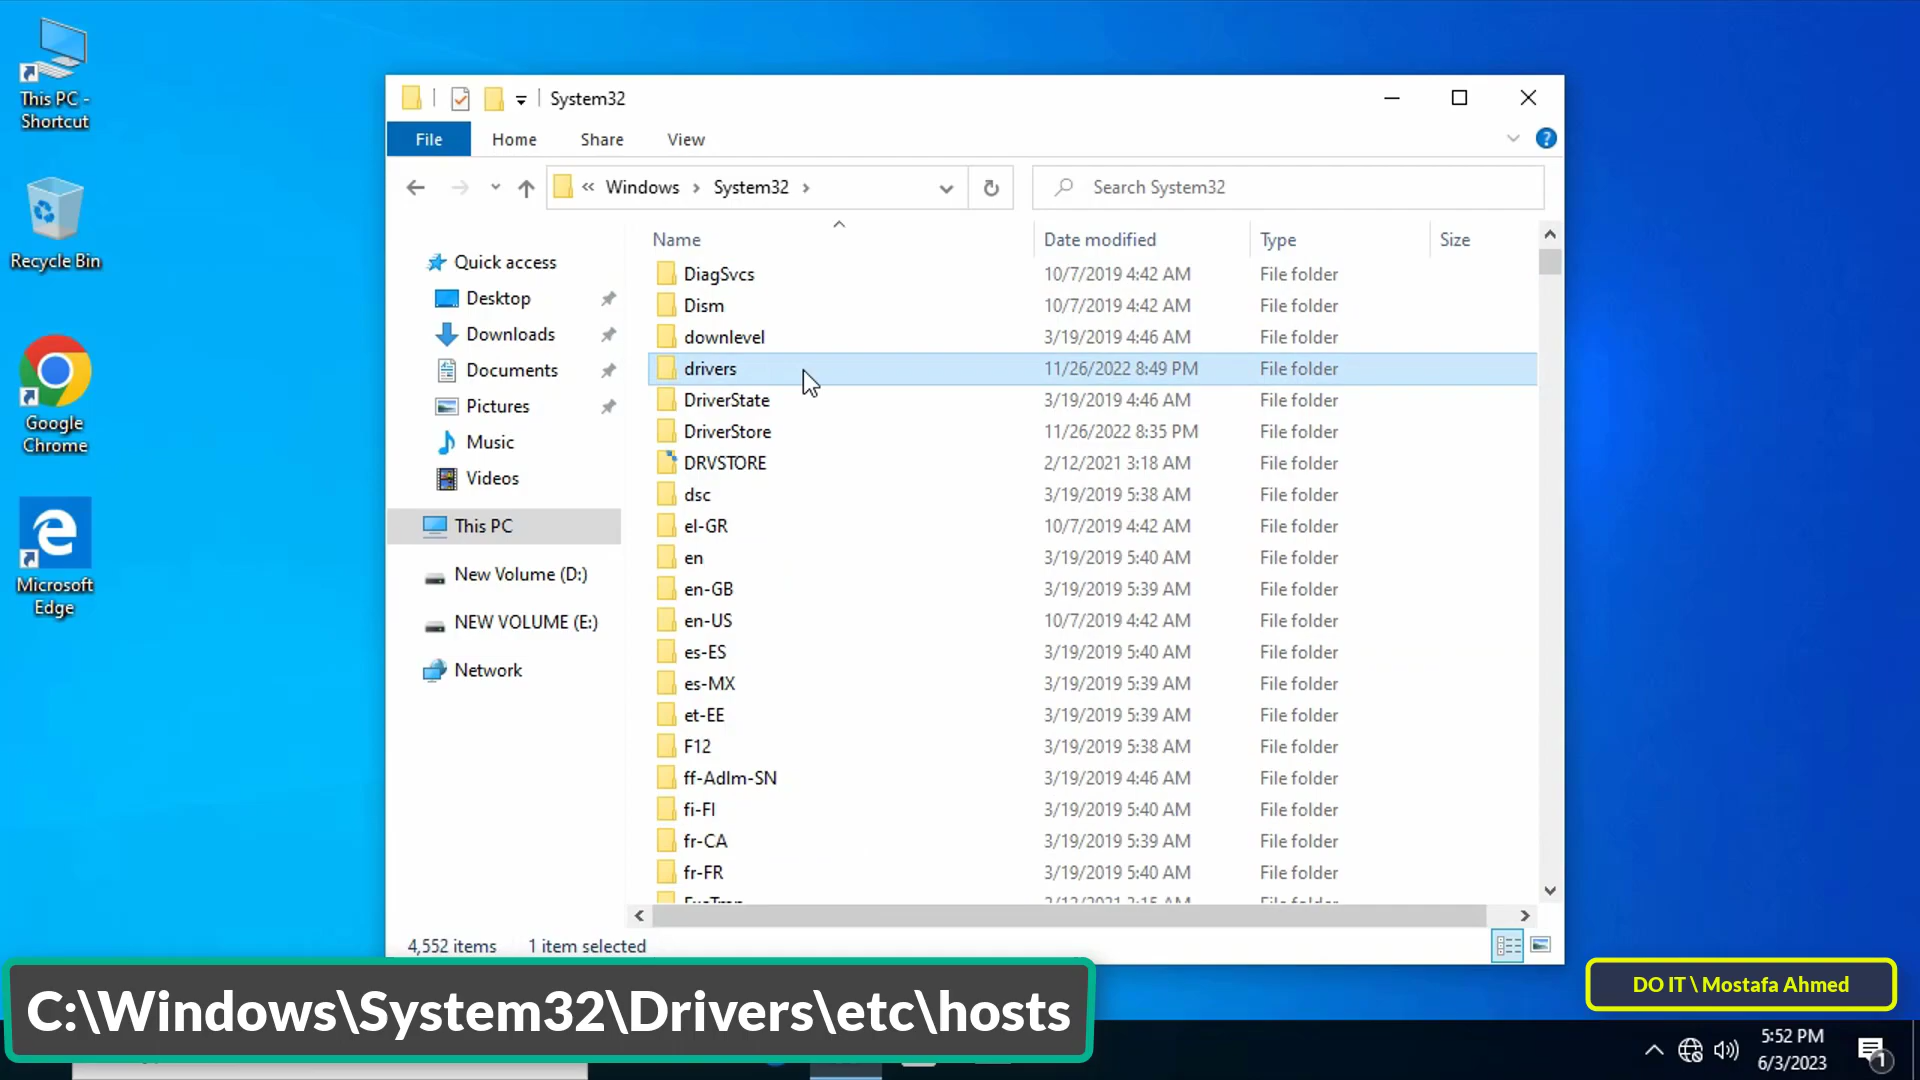 This PC -
Shortcut
Recycle Bin
Google
Chrome
Microsoft
Edge
System32
File Home Share View
« Windows › System32 ›
Search System32
Quick access
Desktop
Downloads
Documents
Pictures
Music
Videos
This PC
New Volume (D:)
NEW VOLUME (E:)
Network
Name Date modified Type Size
DiagSvcs 10/7/2019 4:42 AM File folder
Dism 10/7/2019 4:42 AM File folder
downlevel 3/19/2019 4:46 AM File folder
drivers 11/26/2022 8:49 PM File folder
DriverState 3/19/2019 4:46 AM File folder
DriverStore 11/26/2022 8:35 PM File folder
DRVSTORE 2/12/2021 3:18 AM File folder
dsc 3/19/2019 5:38 AM File folder
el-GR 10/7/2019 4:42 AM File folder
en 3/19/2019 5:40 AM File folder
en-GB 3/19/2019 5:39 AM File folder
en-US 10/7/2019 4:42 AM File folder
es-ES 3/19/2019 5:40 AM File folder
es-MX 3/19/2019 5:39 AM File folder
et-EE 3/19/2019 5:39 AM File folder
F12 3/19/2019 5:38 AM File folder
ff-Adlm-SN 3/19/2019 4:46 AM File folder
fi-FI 3/19/2019 5:40 AM File folder
fr-CA 3/19/2019 5:39 AM File folder
fr-FR 3/19/2019 5:40 AM File folder
4,552 items 1 item selected
C:\Windows\System32\Drivers\etc\hosts
DO IT \ Mostafa Ahmed
5:52 PM
6/3/2023
1